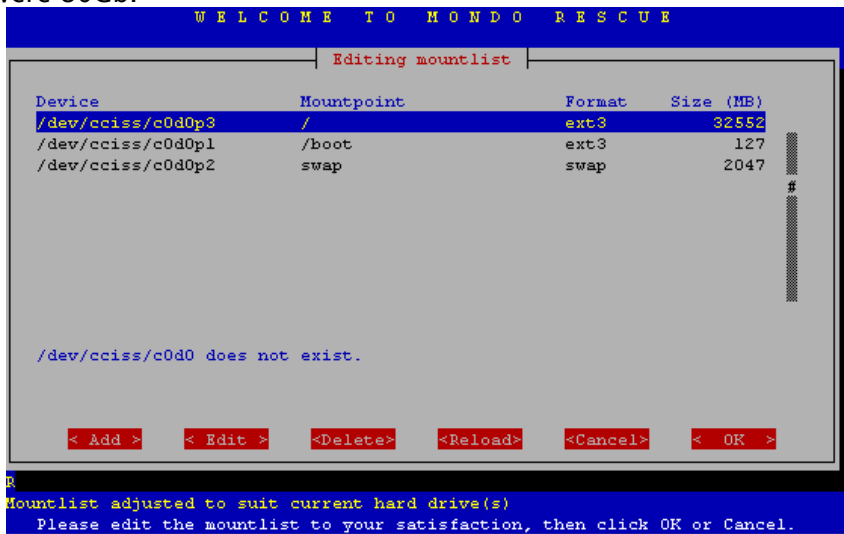 W E L C O M E   T O   M O N D O   R E S C U E
Editing mountlist
Device Mountpoint Format Size (MB)
/dev/cciss/c0d0p3 / ext3 32552
/dev/cciss/c0d0p1 /boot ext3 127
/dev/cciss/c0d0p2 swap swap 2047
#
/dev/cciss/c0d0 does not exist.
< Add > < Edit > <Delete> <Reload> <Cancel> < OK >
R
Mountlist adjusted to suit current hard drive(s)
Please edit the mountlist to your satisfaction, then click OK or Cancel.